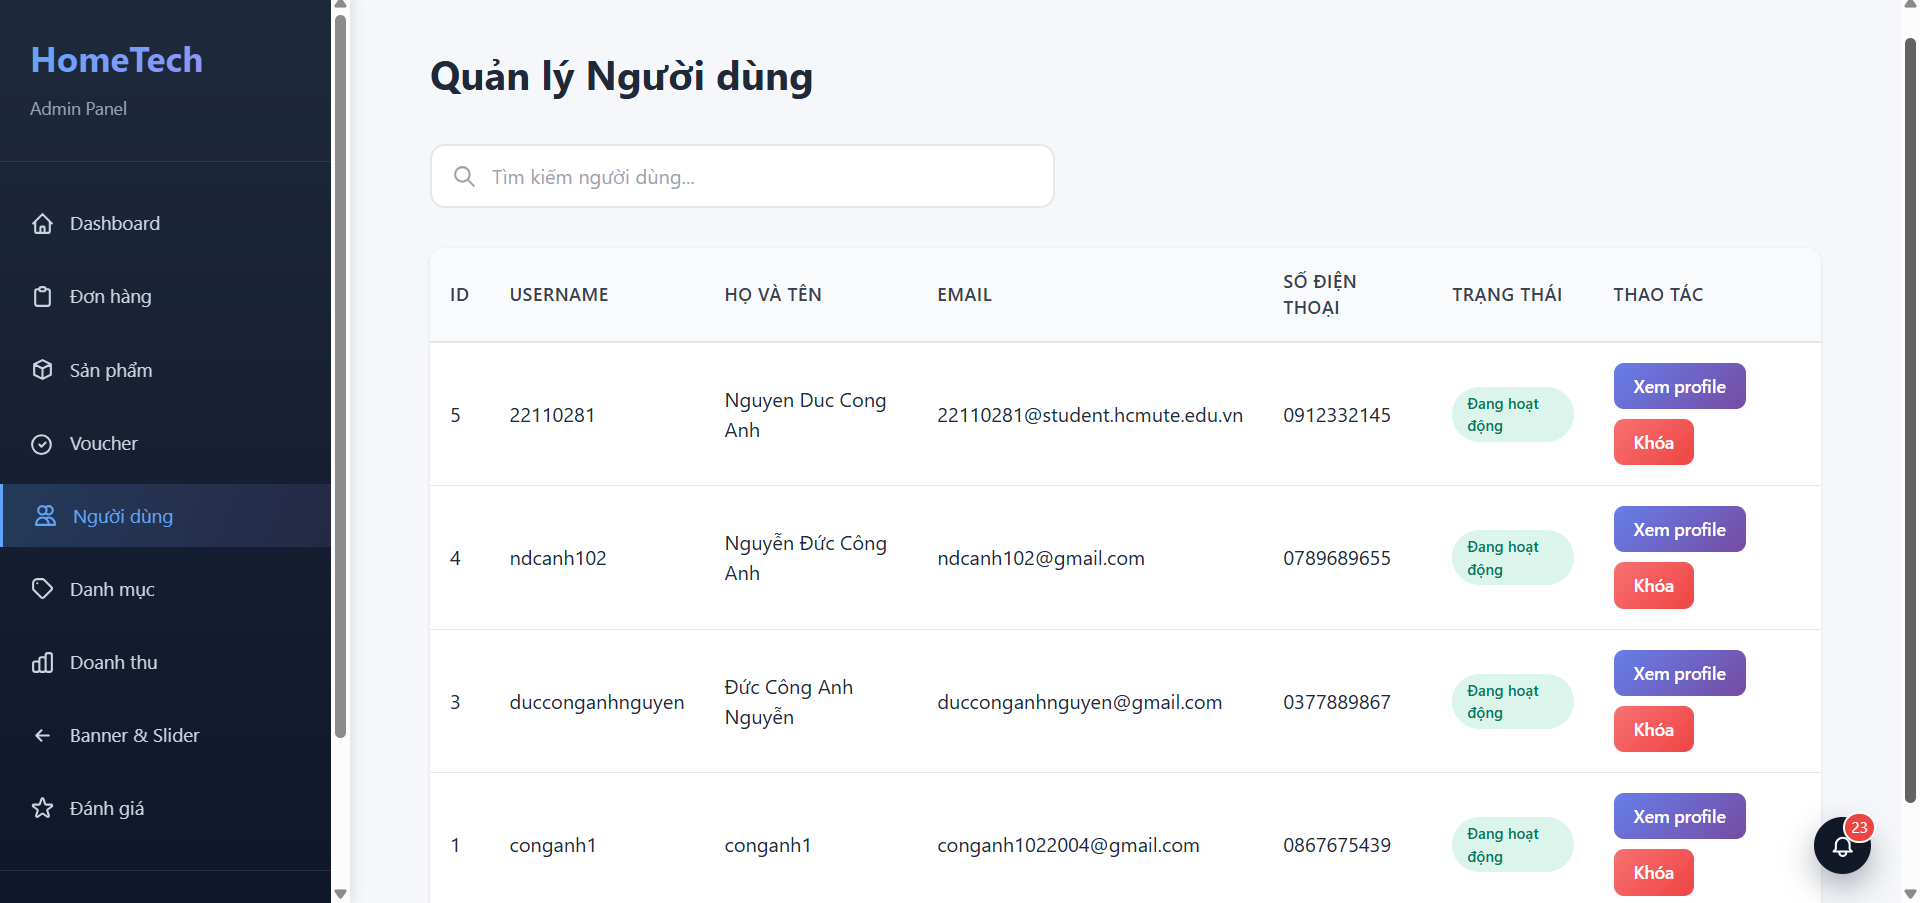 HomeTech
Admin Panel
Dashboard
Đơn hàng
Sản phẩm
Voucher
Người dùng
Danh mục
Doanh thu
Banner & Slider
Đánh giá
Quản lý Người dùng
Tìm kiếm người dùng...
ID USERNAME HỌ VÀ TÊN EMAIL SỐ ĐIỆN THOẠI TRẠNG THÁI THAO TÁC
5 22110281 Nguyen Duc Cong Anh 22110281@student.hcmute.edu.vn 0912332145 Đang hoạt động Xem profile
Khóa
4 ndcanh102 Nguyễn Đức Công Anh ndcanh102@gmail.com 0789689655 Đang hoạt động Xem profile
Khóa
3 ducconganhnguyen Đức Công Anh Nguyễn ducconganhnguyen@gmail.com 0377889867 Đang hoạt động Xem profile
Khóa
1 conganh1 conganh1 conganh1022004@gmail.com 0867675439 Đang hoạt động Xem profile
Khóa
23